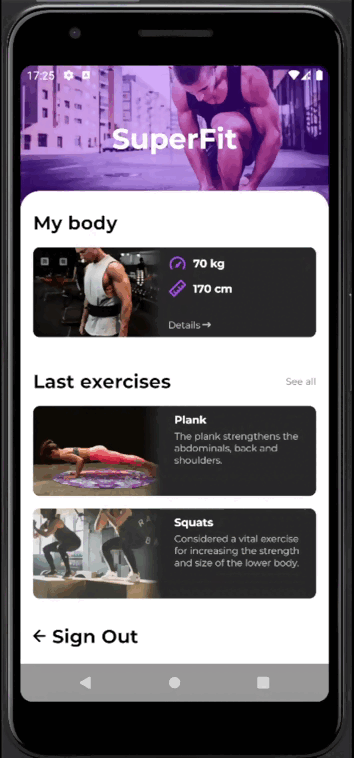 17:25
SuperFit
My body
70 kg
170 cm
Details→
Last exercises
See all
Plank
The plank strengthens the
abdominals, back and
shoulders.
Squats
Considered a vital exercise
for increasing the strength
and size of the lower body.
← Sign Out